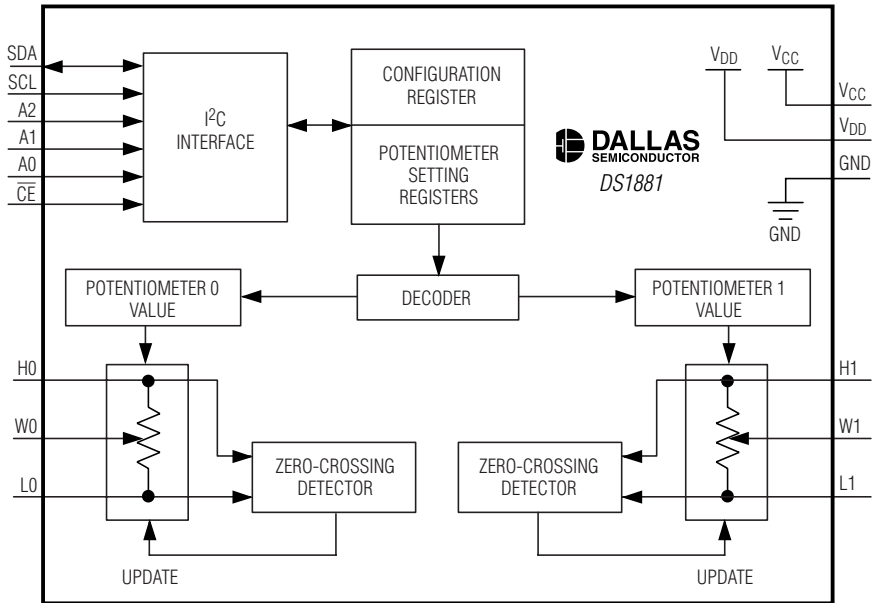 SDA
SCL
A2
A1
A0
CE
I²C
INTERFACE
CONFIGURATION
REGISTER
POTENTIOMETER
SETTING
REGISTERS
DALLAS
SEMICONDUCTOR
DS1881
VDD
VCC
VCC
VDD
GND
GND
POTENTIOMETER 0
VALUE
DECODER
POTENTIOMETER 1
VALUE
H0
W0
L0
ZERO-CROSSING
DETECTOR
UPDATE
ZERO-CROSSING
DETECTOR
UPDATE
H1
W1
L1